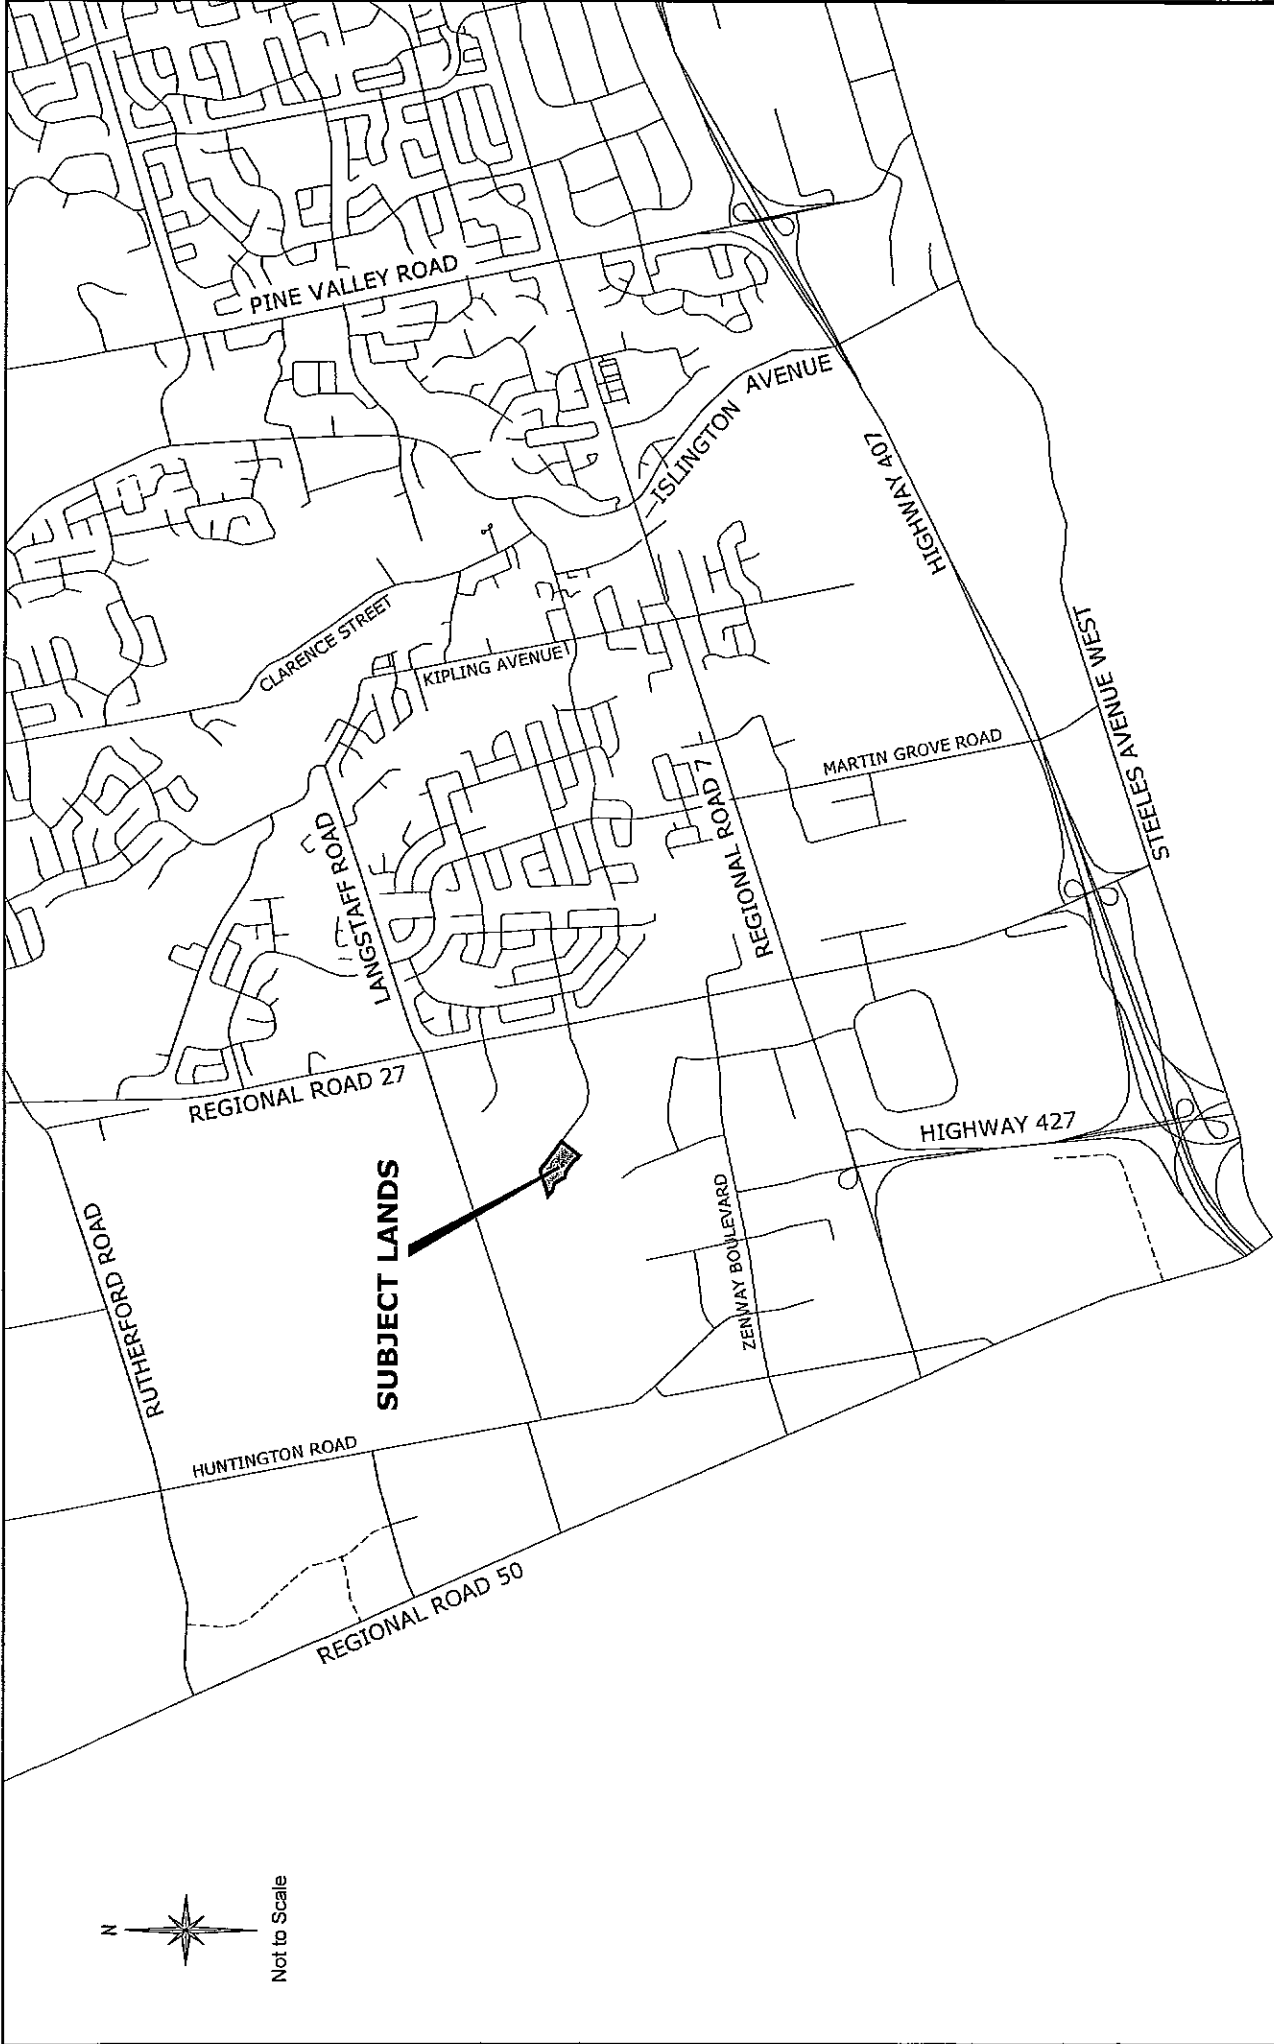 PINE VALLEY ROAD
ISLINGTON AVENUE
HIGHWAY 407
CLARENCE STREET
KIPLING AVENUE
STEELES AVENUE WEST
MARTIN GROVE ROAD
REGIONAL ROAD 7
LANGSTAFF ROAD
REGIONAL ROAD 27
HIGHWAY 427
SUBJECT LANDS
ZENWAY BOULEVARD
RUTHERFORD ROAD
HUNTINGTON ROAD
REGIONAL ROAD 50
N
Not to Scale